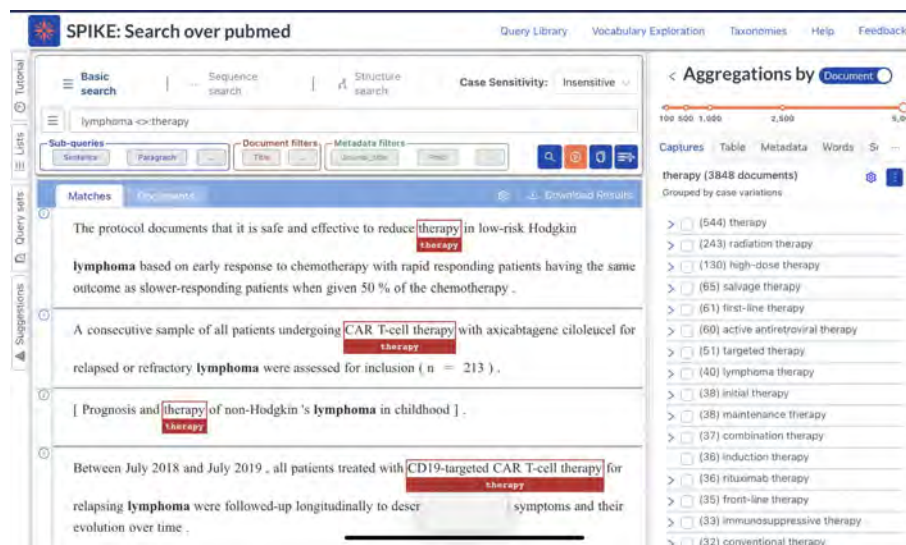 SPIKE: Search over pubmed
Query Library Vocabulary Exploration Taxonomies Help Feedback
Tutorial
Lists
Query sets
Suggestions
Basic search
Sequence search
Structure search
Case Sensitivity: Insensitive
lymphoma <>:therapy
Sub-queries
Sentence Paragraph ...
Document filters
Title ...
Metadata filters
Journal_title
Matches Documents Download Results
The protocol documents that it is safe and effective to reduce therapy in low-risk Hodgkin
therapy
lymphoma based on early response to chemotherapy with rapid responding patients having the same
outcome as slower-responding patients when given 50 % of the chemotherapy .
A consecutive sample of all patients undergoing CAR T-cell therapy with axicabtagene ciloleucel for
therapy
relapsed or refractory lymphoma were assessed for inclusion ( n = 213 ) .
[ Prognosis and therapy of non-Hodgkin 's lymphoma in childhood ] .
therapy
Between July 2018 and July 2019 , all patients treated with CD19-targeted CAR T-cell therapy for
therapy
relapsing lymphoma were followed-up longitudinally to descr symptoms and their
evolution over time .
< Aggregations by Document
100 500 1,000 2,500 5,0
Captures Table Metadata Words ...
therapy (3848 documents)
Grouped by case variations
(544) therapy
(243) radiation therapy
(130) high-dose therapy
(65) salvage therapy
(61) first-line therapy
(60) active antiretroviral therapy
(51) targeted therapy
(40) lymphoma therapy
(38) initial therapy
(38) maintenance therapy
(37) combination therapy
(36) induction therapy
(36) rituximab therapy
(35) front-line therapy
(33) immunosuppressive therapy
(32) conventional therapy